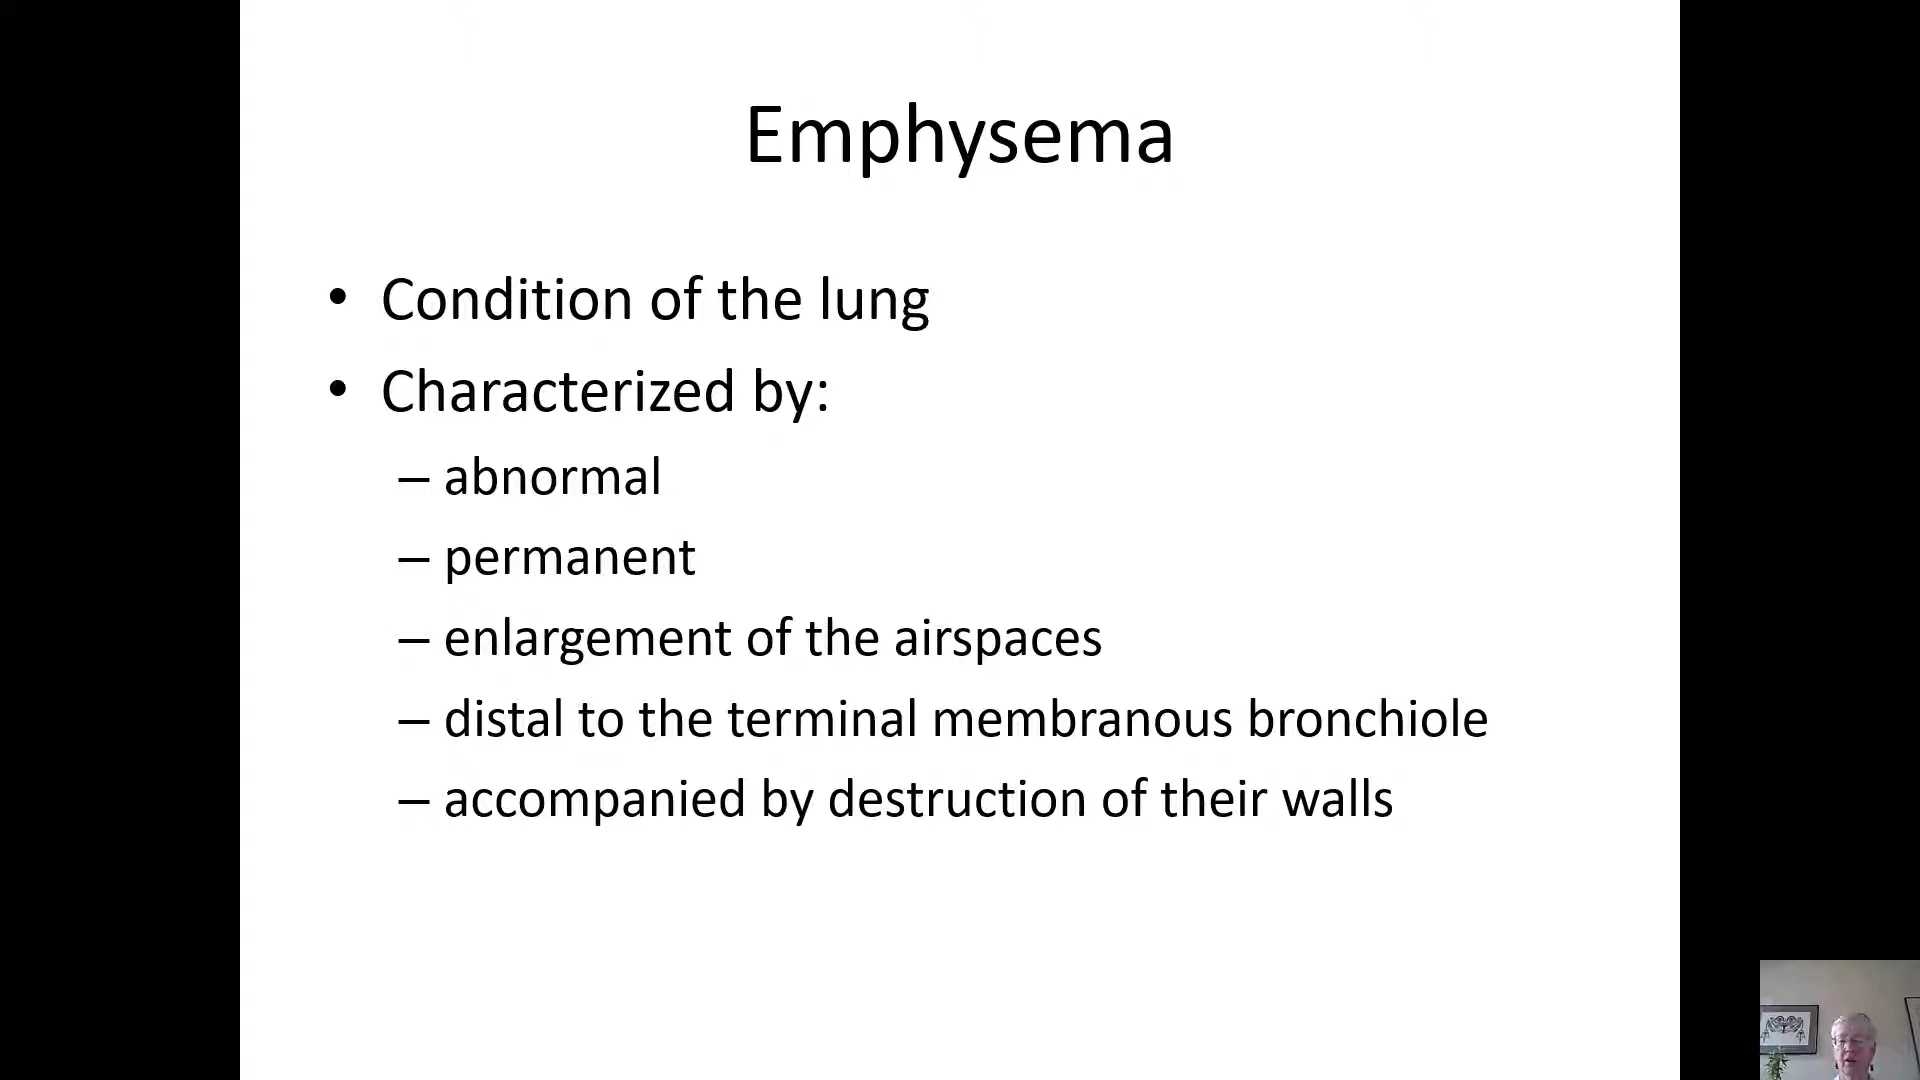 Emphysema
• Condition of the lung
• Characterized by:
– abnormal
– permanent
– enlargement of the airspaces
– distal to the terminal membranous bronchiole
– accompanied by destruction of their walls